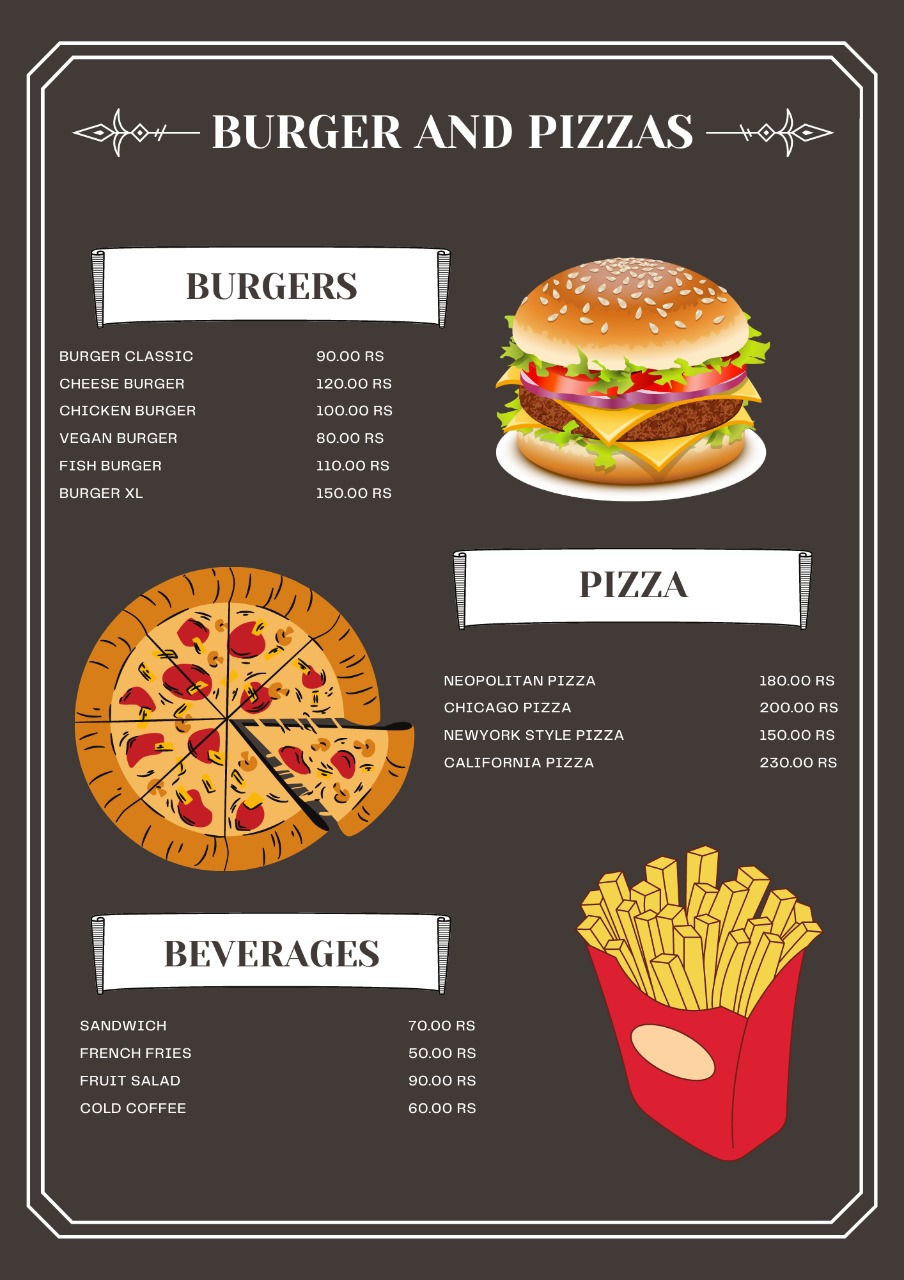 BURGER AND PIZZAS
BURGERS
BURGER CLASSIC 90.00 RS
CHEESE BURGER 120.00 RS
CHICKEN BURGER 100.00 RS
VEGAN BURGER 80.00 RS
FISH BURGER 110.00 RS
BURGER XL 150.00 RS
PIZZA
NEOPOLITAN PIZZA 180.00 RS
CHICAGO PIZZA 200.00 RS
NEWYORK STYLE PIZZA 150.00 RS
CALIFORNIA PIZZA 230.00 RS
BEVERAGES
SANDWICH 70.00 RS
FRENCH FRIES 50.00 RS
FRUIT SALAD 90.00 RS
COLD COFFEE 60.00 RS